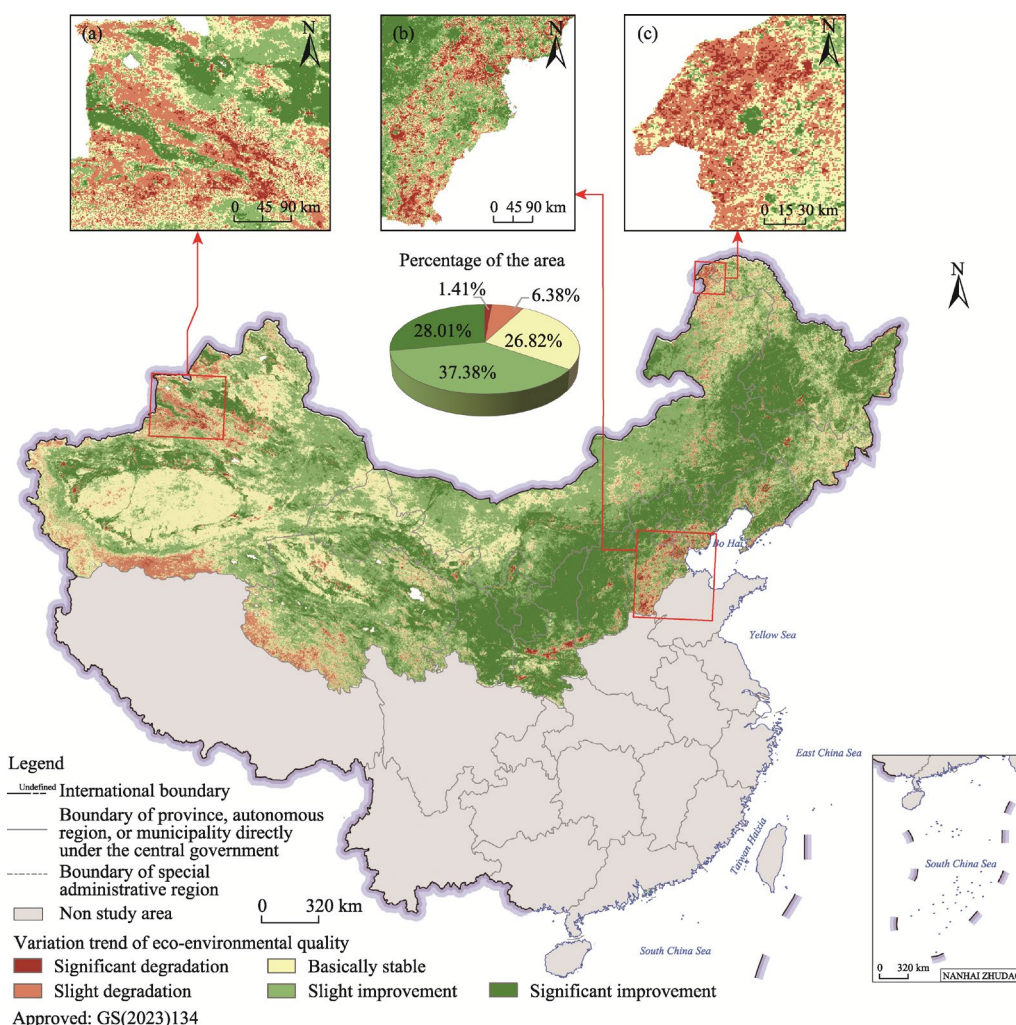 (a)
N
0 45 90 km
(b)
N
0 45 90 km
(c)
N
0 15 30 km
Percentage of the area
1.41%
6.38%
28.01%
26.82%
37.38%
N
Bo Hai
Yellow Sea
East China Sea
Taiwan Haixia
South China Sea
Legend
Undefined International boundary
Boundary of province, autonomous
region, or municipality directly
under the central government
Boundary of special
administrative region
Non study area
0 320 km
Variation trend of eco-environmental quality
Significant degradation
Basically stable
Slight degradation
Slight improvement
Significant improvement
Approved: GS(2023)134
South China Sea
0 320 km
NANHAI ZHUDAO